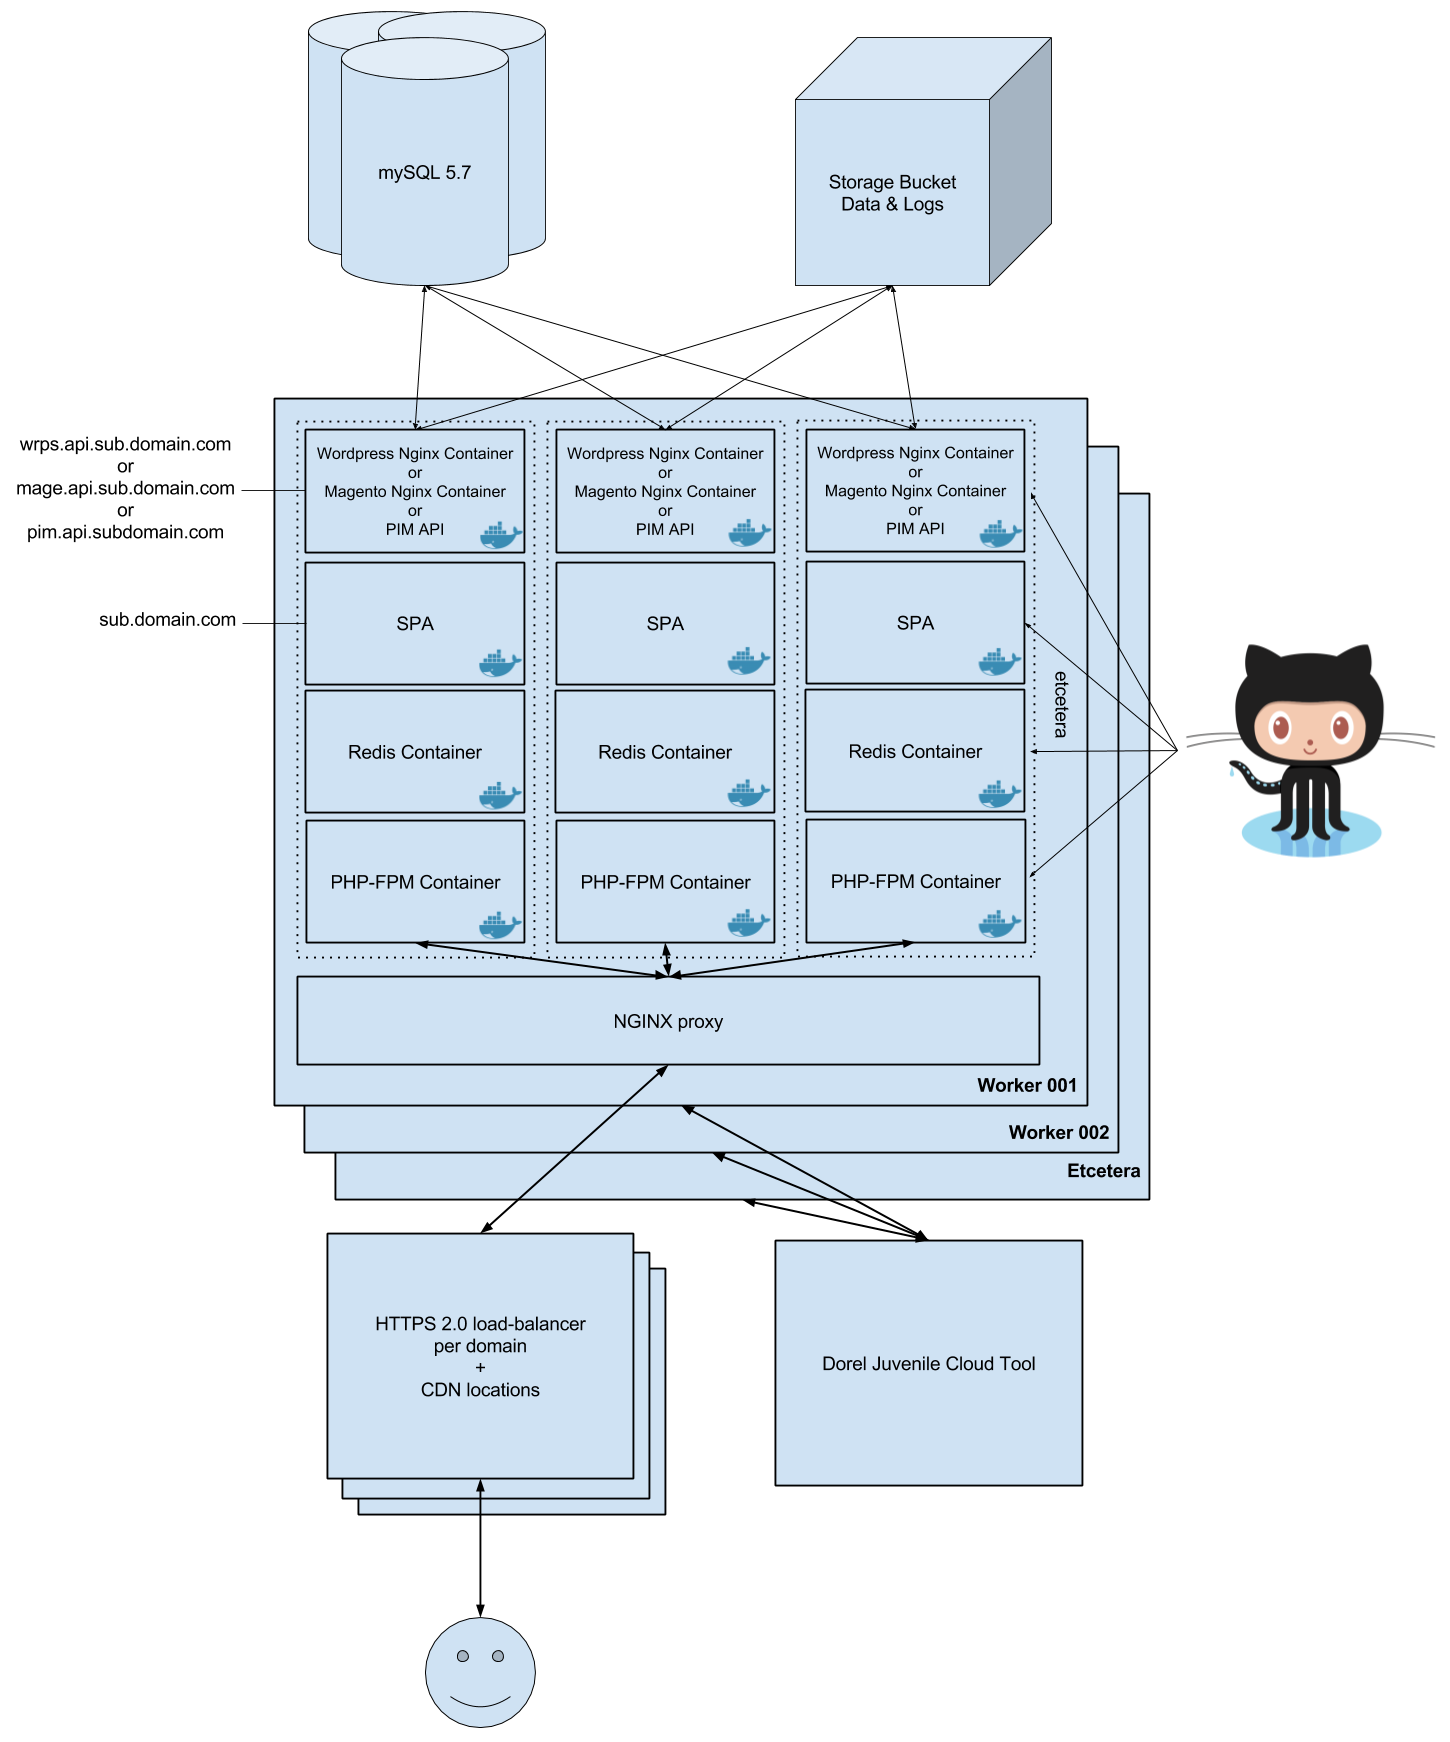 mySQL 5.7
Storage Bucket
Data & Logs
wrps.api.sub.domain.com
or
mage.api.sub.domain.com
or
pim.api.subdomain.com
sub.domain.com
Wordpress Nginx Container
or
Magento Nginx Container
or
PIM API
Wordpress Nginx Container
or
Magento Nginx Container
or
PIM API
Wordpress Nginx Container
or
Magento Nginx Container
or
PIM API
SPA
SPA
SPA
etcetera
Redis Container
Redis Container
Redis Container
PHP-FPM Container
PHP-FPM Container
PHP-FPM Container
NGINX proxy
Worker 001
Worker 002
Etcetera
HTTPS 2.0 load-balancer
per domain
+
CDN locations
Dorel Juvenile Cloud Tool